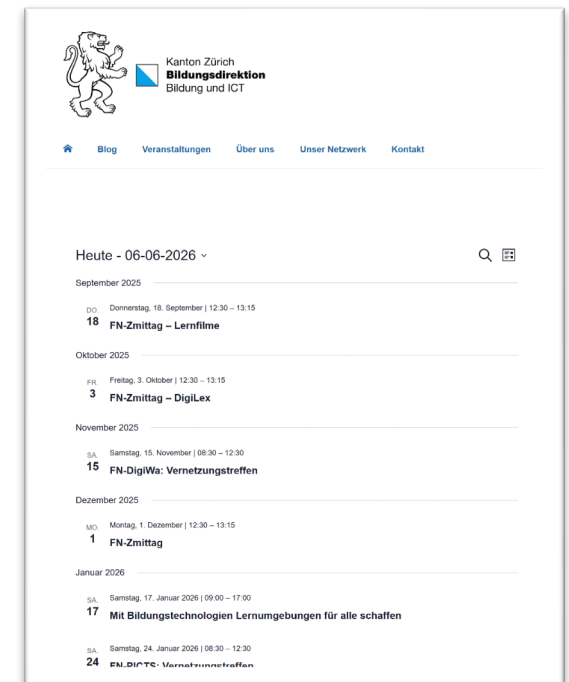 Kanton Zürich
Bildungsdirektion
Bildung und ICT
Blog Veranstaltungen Über uns Unser Netzwerk Kontakt
Heute - 06-06-2026
September 2025
DO.
18
Donnerstag, 18. September | 12:30 – 13:15
FN-Zmittag – Lernfilme
Oktober 2025
FR.
3
Freitag, 3. Oktober | 12:30 – 13:15
FN-Zmittag – DigiLex
November 2025
SA.
15
Samstag, 15. November | 08:30 – 12:30
FN-DigiWa: Vernetzungstreffen
Dezember 2025
MO.
1
Montag, 1. Dezember | 12:30 – 13:15
FN-Zmittag
Januar 2026
SA.
17
Samstag, 17. Januar 2026 | 09:00 – 17:00
Mit Bildungstechnologien Lernumgebungen für alle schaffen
SA.
24
Samstag, 24. Januar 2026 | 08:30 – 12:30
FN-PICTS: Vernetzungstreffen